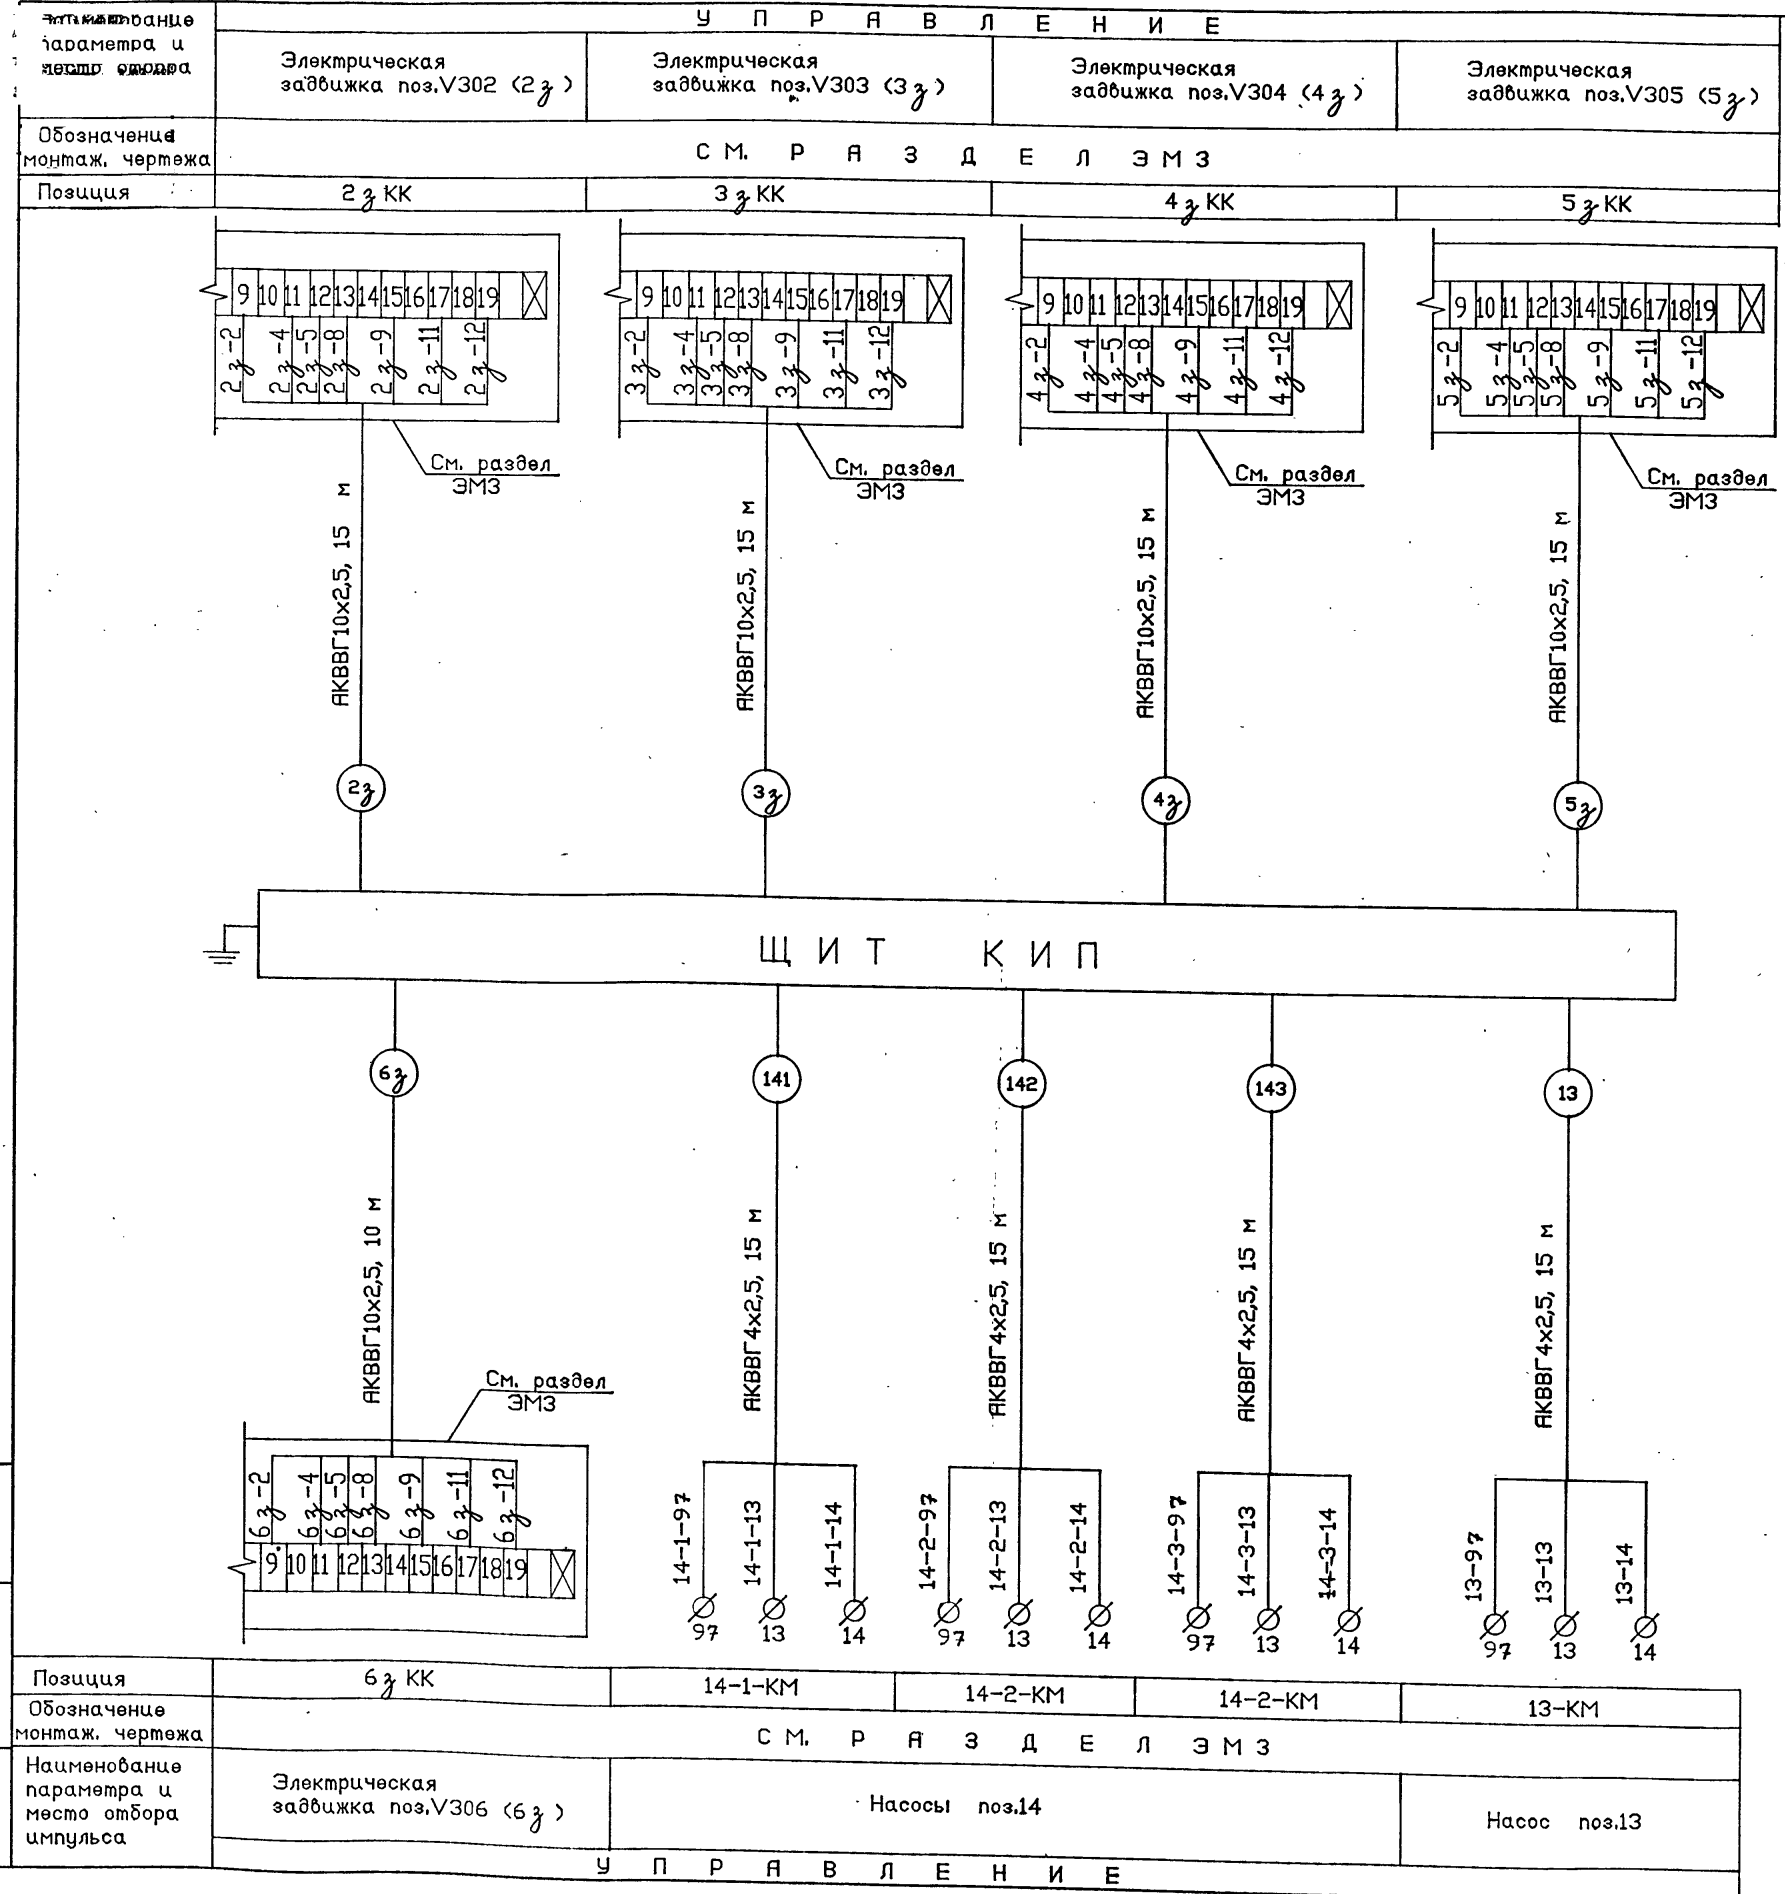 параметра и
У П Р А В Л Е Н И Е
Электрическая
задвижка поз.V302 (2з)
Электрическая
задвижка поз.V303 (3з)
Электрическая
задвижка поз.V304 (4з)
Электрическая
задвижка поз.V305 (5з)
Обозначение
монтаж. чертежа
СМ. Р А З Д Е Л ЭМЗ
Позиция
2з КК
3з КК
4з КК
5з КК
9 10 11 12 13 14 15 16 17 18 19
9 10 11 12 13 14 15 16 17 18 19
9 10 11 12 13 14 15 16 17 18 19
9 10 11 12 13 14 15 16 17 18 19
2з-2 2з-4 2з-5 2з-8 2з-9 2з-11 2з-12
3з-2 3з-4 3з-5 3з-8 3з-9 3з-11 3з-12
4з-2 4з-4 4з-5 4з-8 4з-9 4з-11 4з-12
5з-2 5з-4 5з-5 5з-8 5з-9 5з-11 5з-12
См. раздел
ЭМЗ
См. раздел
ЭМЗ
См. раздел
ЭМЗ
См. раздел
ЭМЗ
АКВВГ10х2,5, 15 м
АКВВГ10х2,5, 15 м
АКВВГ10х2,5, 15 м
АКВВГ10х2,5, 15 м
2з
3з
4з
5з
ЩИТ КИП
6з
141
142
143
13
АКВВГ10х2,5, 10 м
АКВВГ4х2,5, 15 м
АКВВГ4х2,5, 15 м
АКВВГ4х2,5, 15 м
АКВВГ4х2,5, 15 м
См. раздел
ЭМЗ
6з-2 6з-4 6з-5 6з-8 6з-9 6з-11 6з-12
9 10 11 12 13 14 15 16 17 18 19
14-1-97 14-1-13 14-1-14
14-2-97 14-2-13 14-2-14
14-3-97 14-3-13 14-3-14
13-97 13-13 13-14
97 13 14
97 13 14
97 13 14
97 13 14
Позиция
6з КК
14-1-КМ
14-2-КМ
14-2-КМ
13-КМ
Обозначение
монтаж. чертежа
СМ. Р А З Д Е Л ЭМЗ
Наименование
параметра и
место отбора
импульса
Электрическая
задвижка поз.V306 (6з)
Насосы поз.14
Насос поз.13
У П Р А В Л Е Н И Е